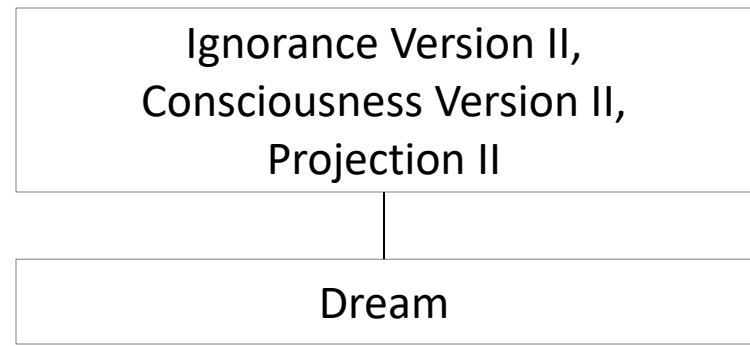 Ignorance Version II,
Consciousness Version II,
Projection II
Dream